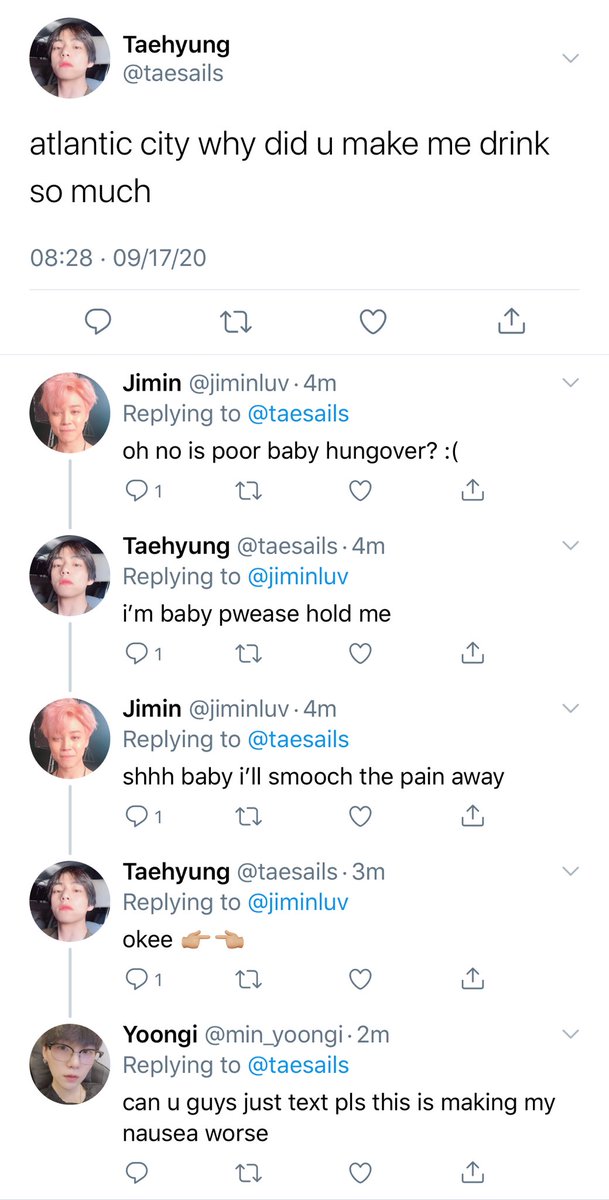 Taehyung
@taesails
atlantic city why did u make me drink
so much
08:28 · 09/17/20
Jimin @jiminluv · 4m
Replying to @taesails
oh no is poor baby hungover? :(
1
Taehyung @taesails · 4m
Replying to @jiminluv
i’m baby pwease hold me
1
Jimin @jiminluv · 4m
Replying to @taesails
shhh baby i’ll smooch the pain away
1
Taehyung @taesails · 3m
Replying to @jiminluv
okee 👉🏼👈🏼
1
Yoongi @min_yoongi · 2m
Replying to @taesails
can u guys just text pls this is making my
nausea worse